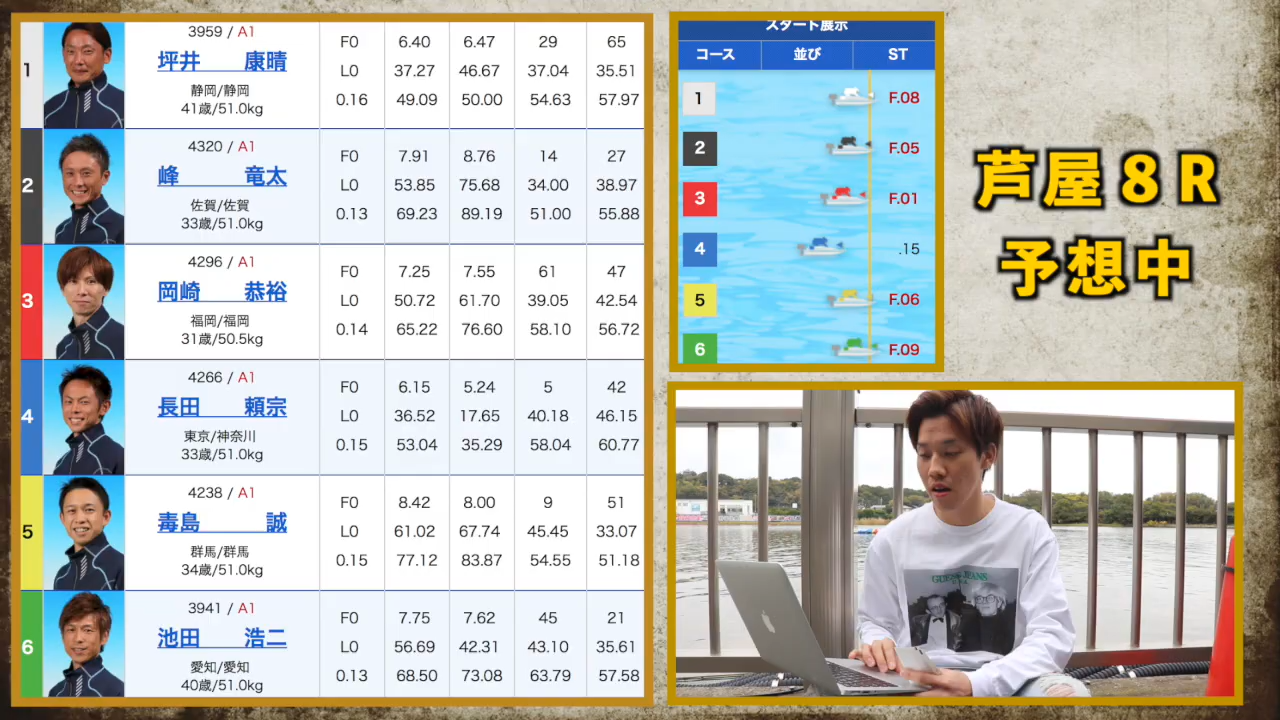 1
3959 / A1
坪井 康晴
静岡/静岡
41歳/51.0kg
F0 6.40 6.47 29 65
L0 37.27 46.67 37.04 35.51
0.16 49.09 50.00 54.63 57.97
2
4320 / A1
峰 竜太
佐賀/佐賀
33歳/51.0kg
F0 7.91 8.76 14 27
L0 53.85 75.68 34.00 38.97
0.13 69.23 89.19 51.00 55.88
3
4296 / A1
岡崎 恭裕
福岡/福岡
31歳/50.5kg
F0 7.25 7.55 61 47
L0 50.72 61.70 39.05 42.54
0.14 65.22 76.60 58.10 56.72
4
4266 / A1
長田 頼宗
東京/神奈川
33歳/51.0kg
F0 6.15 5.24 5 42
L0 36.52 17.65 40.18 46.15
0.15 53.04 35.29 58.04 60.77
5
4238 / A1
毒島 誠
群馬/群馬
34歳/51.0kg
F0 8.42 8.00 9 51
L0 61.02 67.74 45.45 33.07
0.15 77.12 83.87 54.55 51.18
6
3941 / A1
池田 浩二
愛知/愛知
40歳/51.0kg
F0 7.75 7.62 45 21
L0 56.69 42.31 43.10 35.61
0.13 68.50 73.08 63.79 57.58
スタート展示
コース 並び ST
1 F.08
2 F.05
3 F.01
4 .15
5 F.06
6 F.09
芦屋8R
予想中
GUESS JEANS